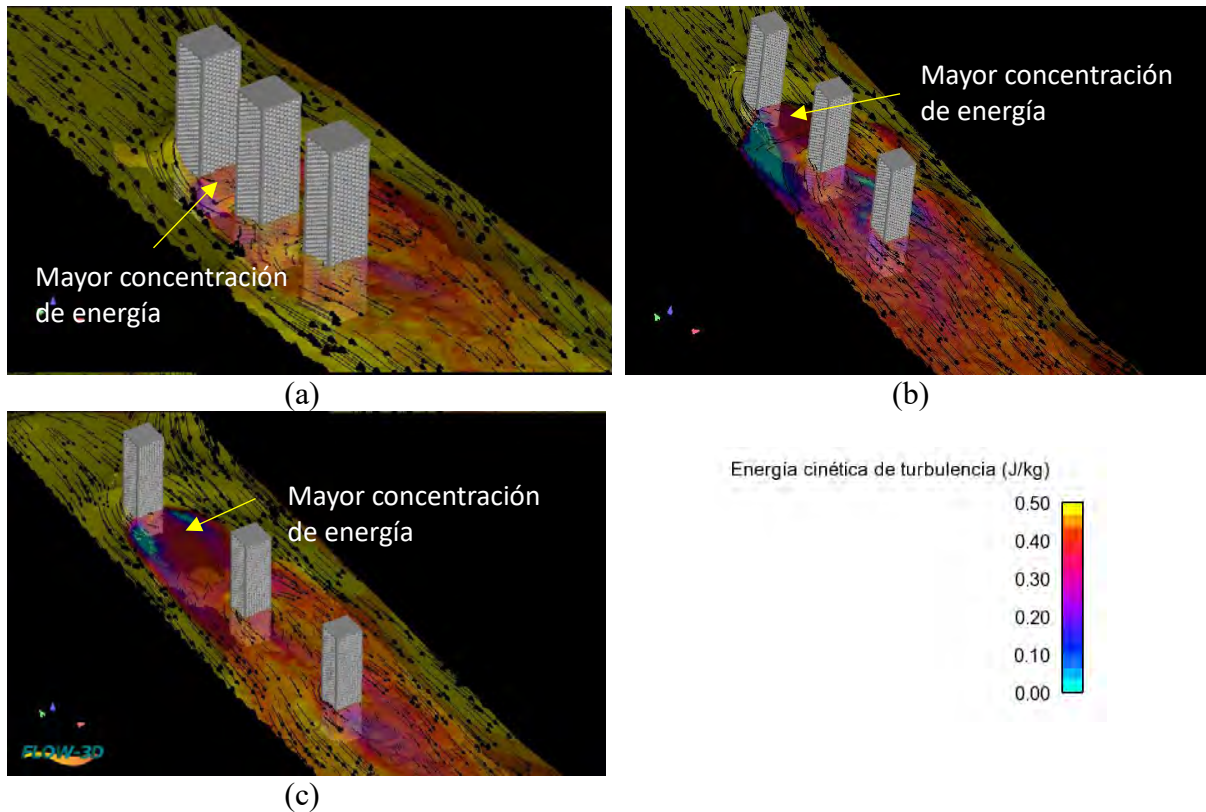 Mayor concentración
de energía
(a)
Mayor concentración
de energía
(b)
Mayor concentración
de energía
FLOW-3D
(c)
Energía cinética de turbulencia (J/kg)
0.50
0.40
0.30
0.20
0.10
0.00